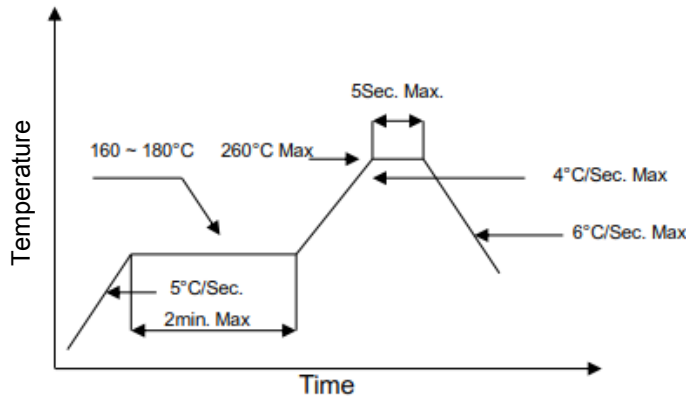 5Sec. Max.
160 ~ 180°C
260°C Max
4°C/Sec. Max
6°C/Sec. Max
5°C/Sec.
2min. Max
Temperature
Time